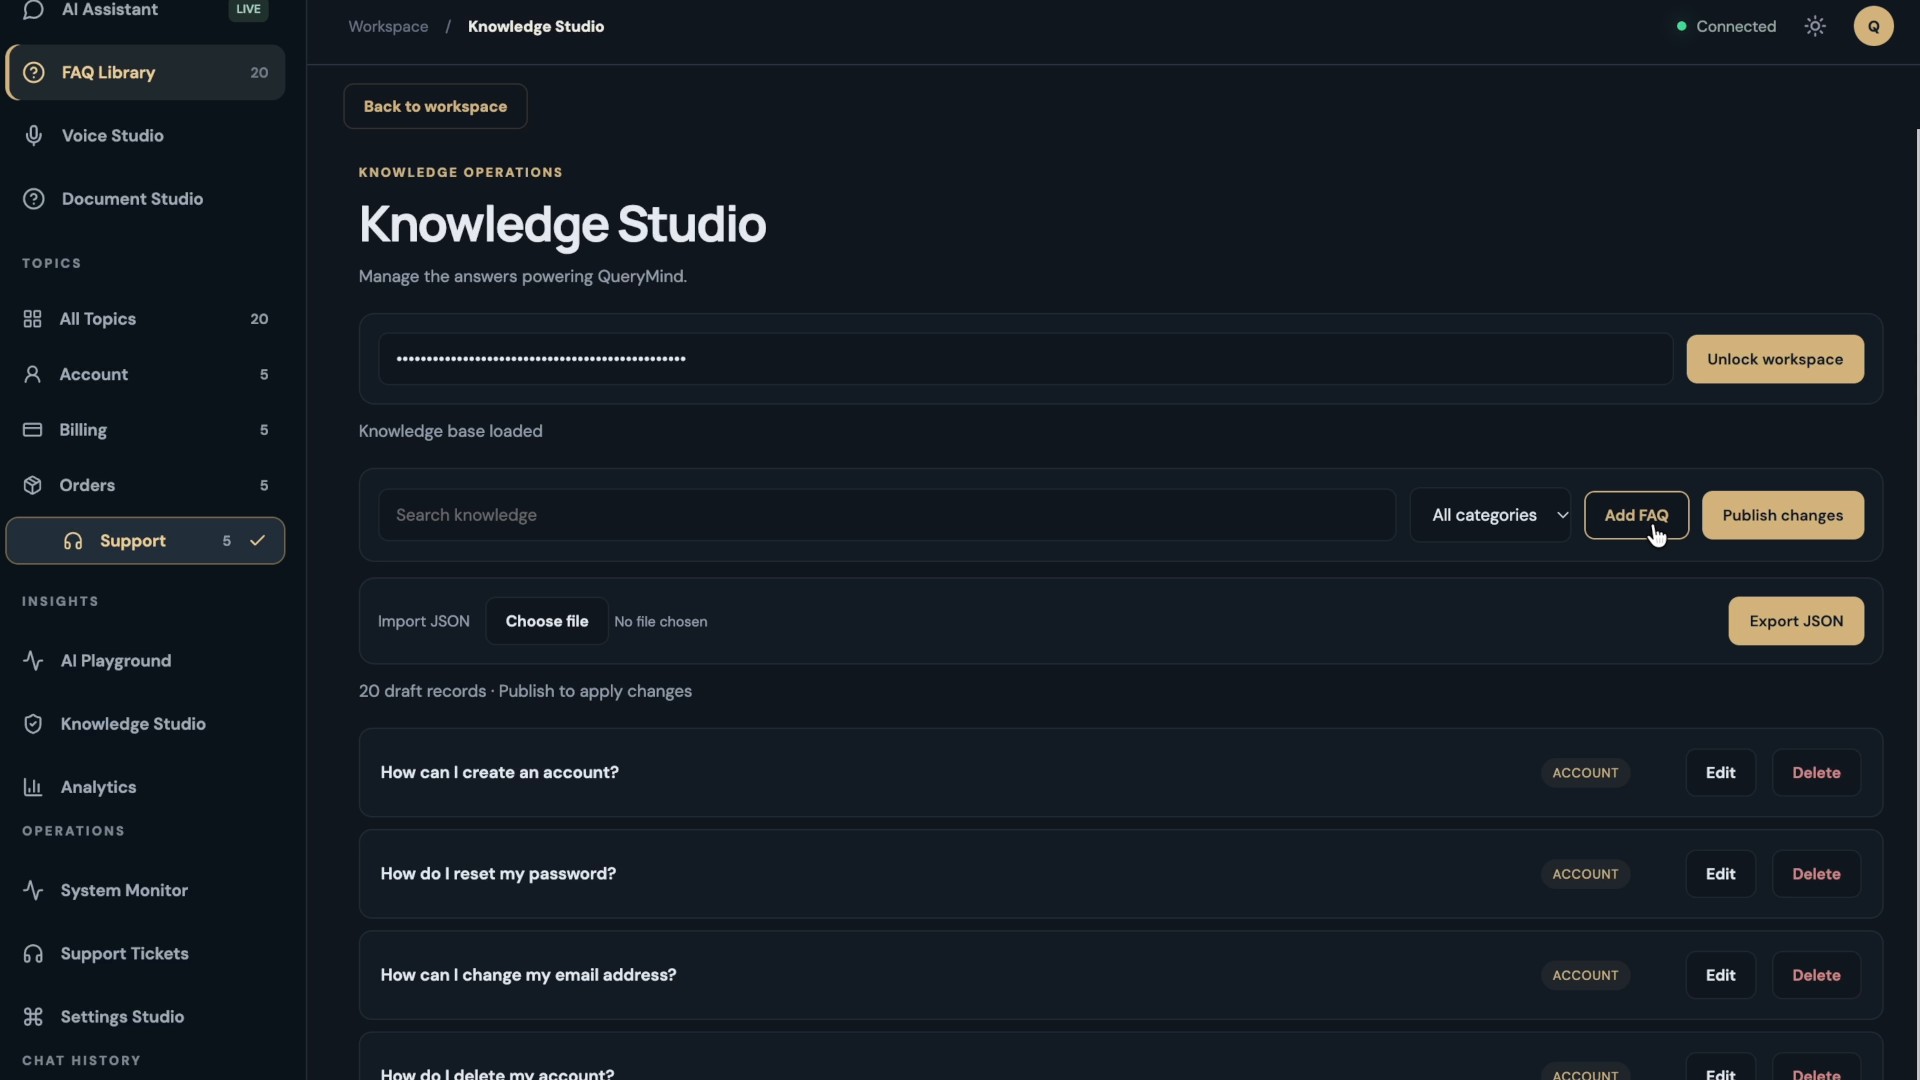 AI Assistant
LIVE
FAQ Library
20
Voice Studio
Document Studio
TOPICS
All Topics
20
Account
5
Billing
5
Orders
5
Support
5
INSIGHTS
AI Playground
Knowledge Studio
Analytics
OPERATIONS
System Monitor
Support Tickets
Settings Studio
CHAT HISTORY
Workspace / Knowledge Studio
Connected
Q
Back to workspace
KNOWLEDGE OPERATIONS
Knowledge Studio
Manage the answers powering QueryMind.
Unlock workspace
Knowledge base loaded
Search knowledge
All categories
Add FAQ
Publish changes
Import JSON
Choose file
No file chosen
Export JSON
20 draft records · Publish to apply changes
How can I create an account?
ACCOUNT
Edit
Delete
How do I reset my password?
ACCOUNT
Edit
Delete
How can I change my email address?
ACCOUNT
Edit
Delete
How do I delete my account?
ACCOUNT
Edit
Delete